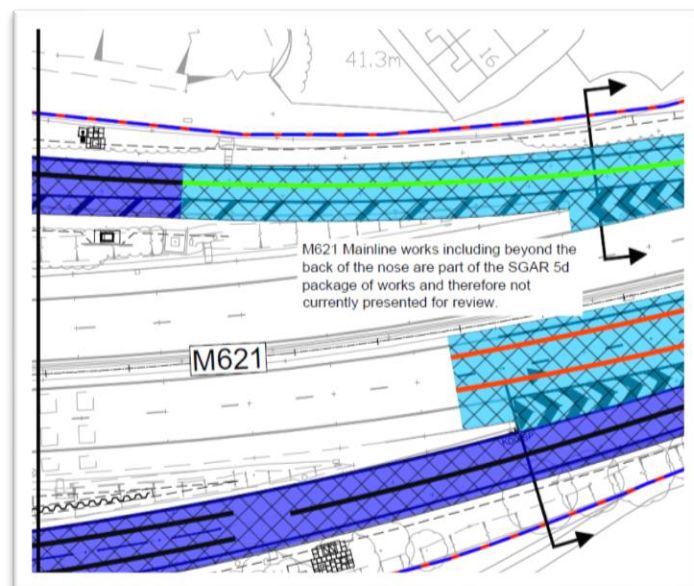 41.3m
16
M621 Mainline works including beyond the
back of the nose are part of the SGAR 5d
package of works and therefore not
currently presented for review.
M621